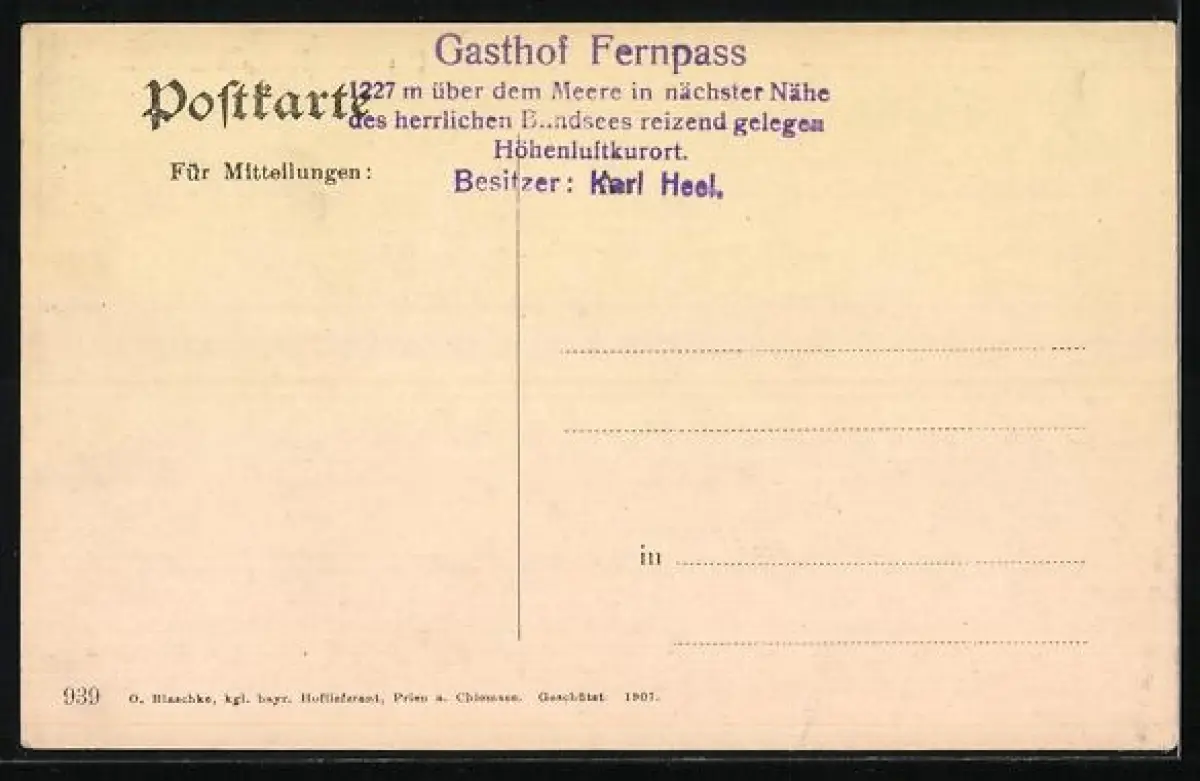 Gasthof Fernpass
1227 m über dem Meere in nächster Nähe
des herrlichen B..ndsees reizend gelegen
Höhenluftkurort.
Besitzer: Karl Heel.
Postkarte
Für Mitteilungen:
in
939 O. Blaschke, kgl. bayr. Hoflieferant, Prien a. Chiemsee. Geschützt 1907.